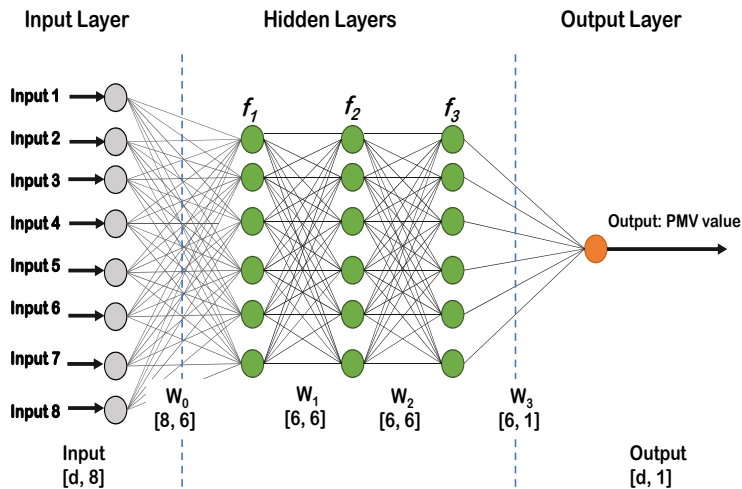 Input Layer
Hidden Layers
Output Layer
Input 1
Input 2
Input 3
Input 4
Input 5
Input 6
Input 7
Input 8
f1
f2
f3
Output: PMV value
W0
[8, 6]
W1
[6, 6]
W2
[6, 6]
W3
[6, 1]
Input
[d, 8]
Output
[d, 1]